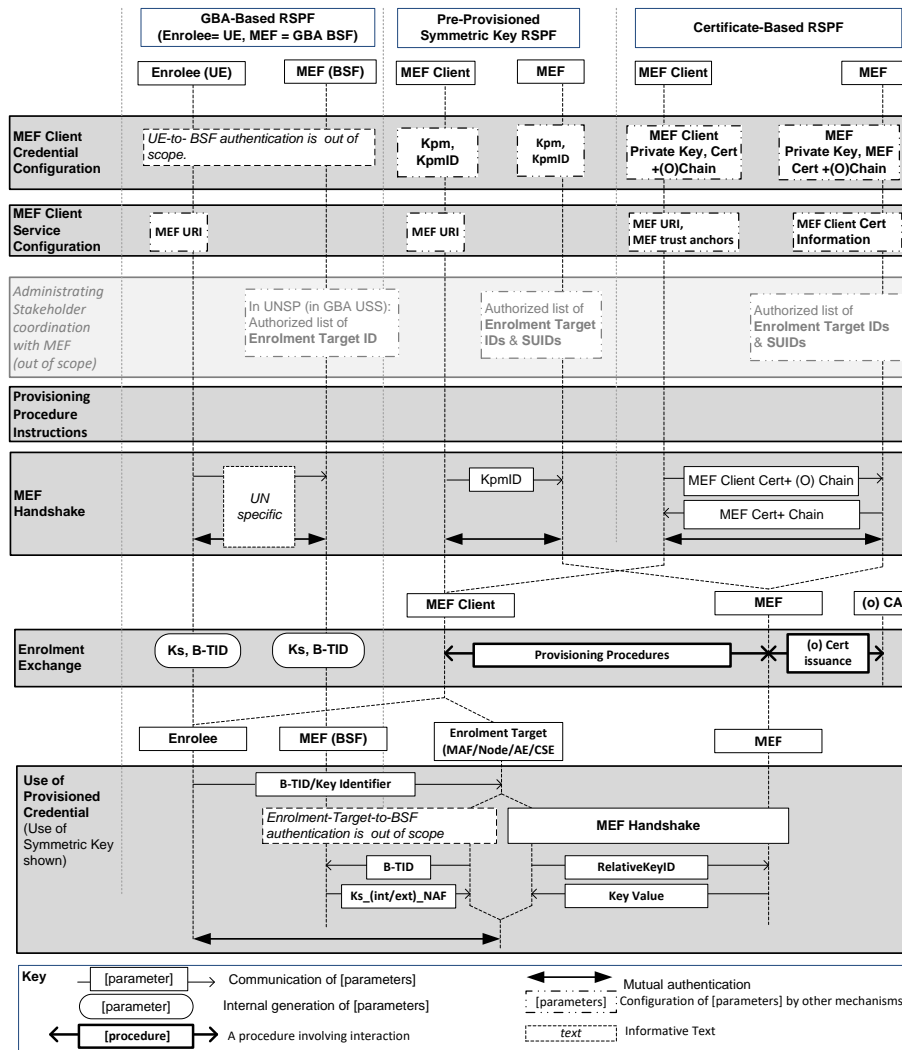 GBA-Based RSPF
(Enrolee= UE, MEF = GBA BSF)
Pre-Provisioned
Symmetric Key RSPF
Certificate-Based RSPF
Enrolee (UE)
MEF (BSF)
MEF Client
MEF
MEF Client
MEF
MEF Client
Credential
Configuration
UE-to- BSF authentication is out of
scope.
Kpm,
KpmID
Kpm,
KpmID
MEF Client
Private Key, Cert
+(O)Chain
MEF
Private Key, MEF
Cert +(O)Chain
MEF Client
Service
Configuration
MEF URI
MEF URI
MEF URI,
MEF trust anchors
MEF Client Cert
Information
Administrating
Stakeholder
coordination
with MEF
(out of scope)
In UNSP (in GBA USS):
Authorized list of
Enrolment Target ID
Authorized list of
Enrolment Target
IDs & SUIDs
Authorized list of
Enrolment Target IDs
& SUIDs
Provisioning
Procedure
Instructions
MEF
Handshake
UN
specific
KpmID
MEF Client Cert+ (O) Chain
MEF Cert+ Chain
MEF Client
MEF
(o) CA
Enrolment
Exchange
Ks, B-TID
Ks, B-TID
Provisioning Procedures
(o) Cert
issuance
Enrolee
MEF (BSF)
Enrolment Target
(MAF/Node/AE/CSE
MEF
Use of
Provisioned
Credential
(Use of
Symmetric Key
shown)
B-TID/Key Identifier
Enrolment-Target-to-BSF
authentication is out of scope
MEF Handshake
B-TID
RelativeKeyID
Ks_(int/ext)_NAF
Key Value
Key
[parameter]
Communication of [parameters]
[parameter]
Internal generation of [parameters]
[procedure]
A procedure involving interaction
Mutual authentication
[parameters]
Configuration of [parameters] by other mechanisms
text
Informative Text